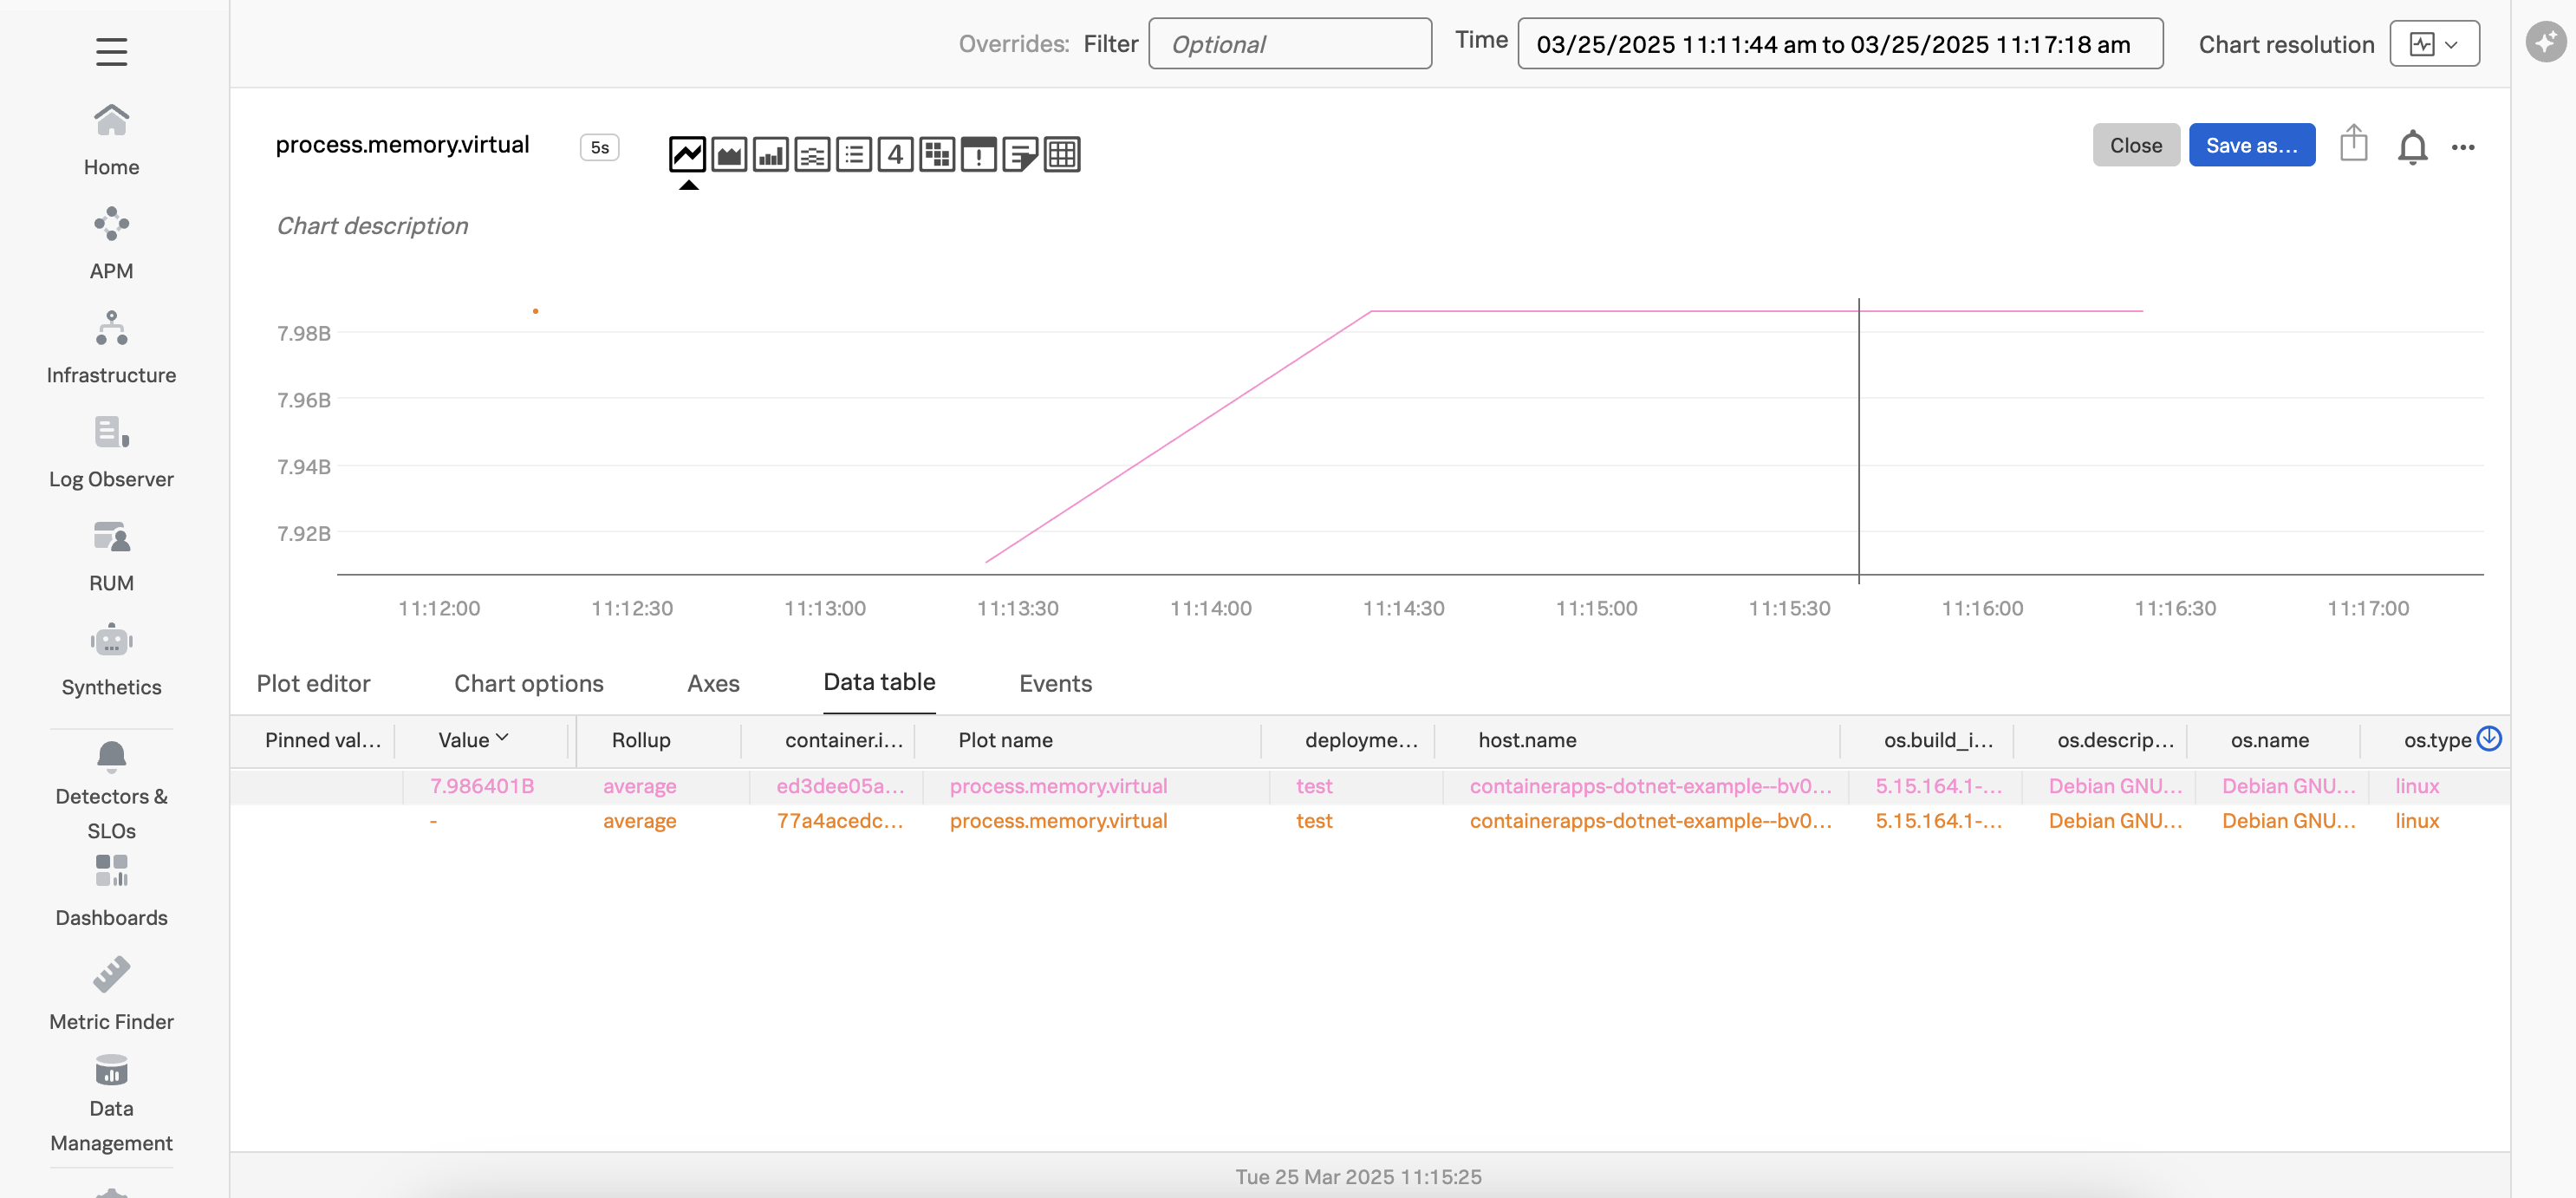 Overrides: Filter Optional Time 03/25/2025 11:11:44 am to 03/25/2025 11:17:18 am Chart resolution
Home
APM
Infrastructure
Log Observer
RUM
Synthetics
Detectors &
SLOs
Dashboards
Metric Finder
Data
Management
process.memory.virtual 5s 4 Close Save as...
Chart description
7.98B
7.96B
7.94B
7.92B
11:12:00 11:12:30 11:13:00 11:13:30 11:14:00 11:14:30 11:15:00 11:15:30 11:16:00 11:16:30 11:17:00
Plot editor Chart options Axes Data table Events
Pinned val... Value Rollup container.i... Plot name deployme... host.name os.build_i... os.descrip... os.name os.type
7.986401B average ed3dee05a... process.memory.virtual test containerapps-dotnet-example--bv0... 5.15.164.1-... Debian GNU... Debian GNU... linux
- average 77a4acedc... process.memory.virtual test containerapps-dotnet-example--bv0... 5.15.164.1-... Debian GNU... Debian GNU... linux
Tue 25 Mar 2025 11:15:25